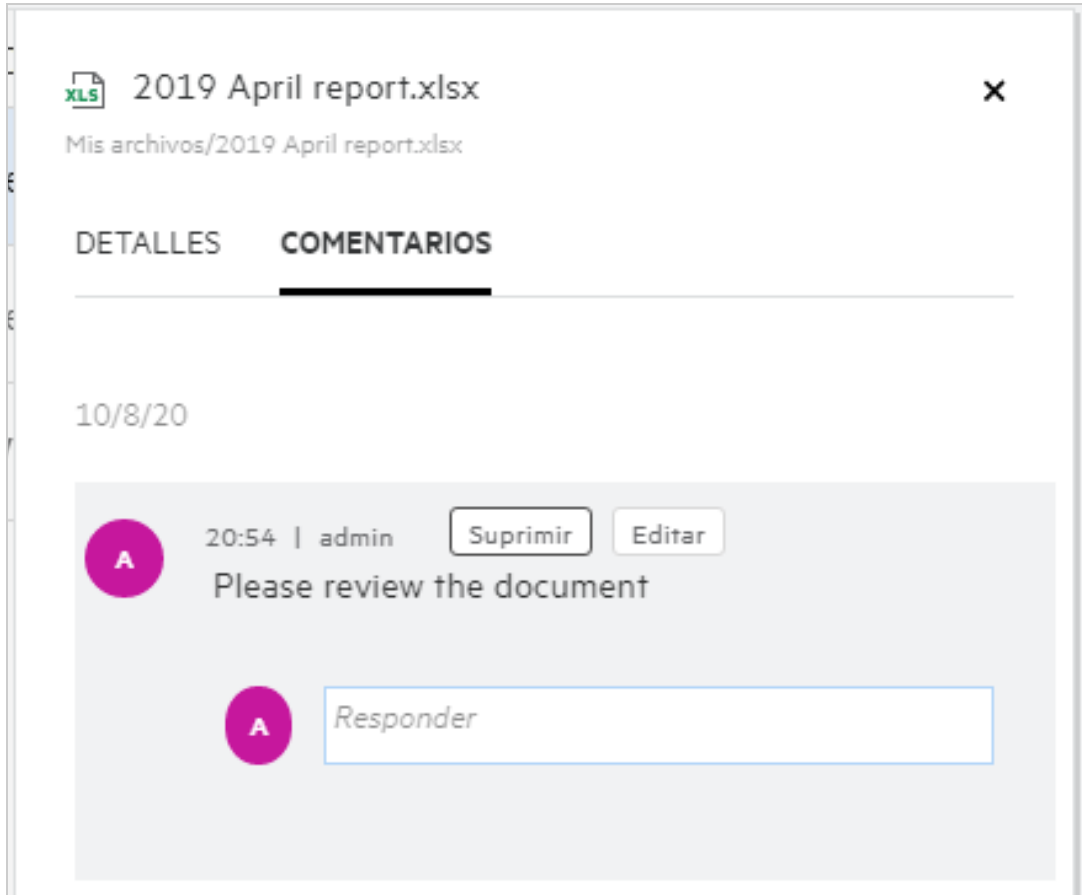 XLS 2019 April report.xlsx
Mis archivos/2019 April report.xlsx
DETALLES COMENTARIOS
10/8/20
A 20:54 | admin Suprimir Editar
Please review the document
A Responder